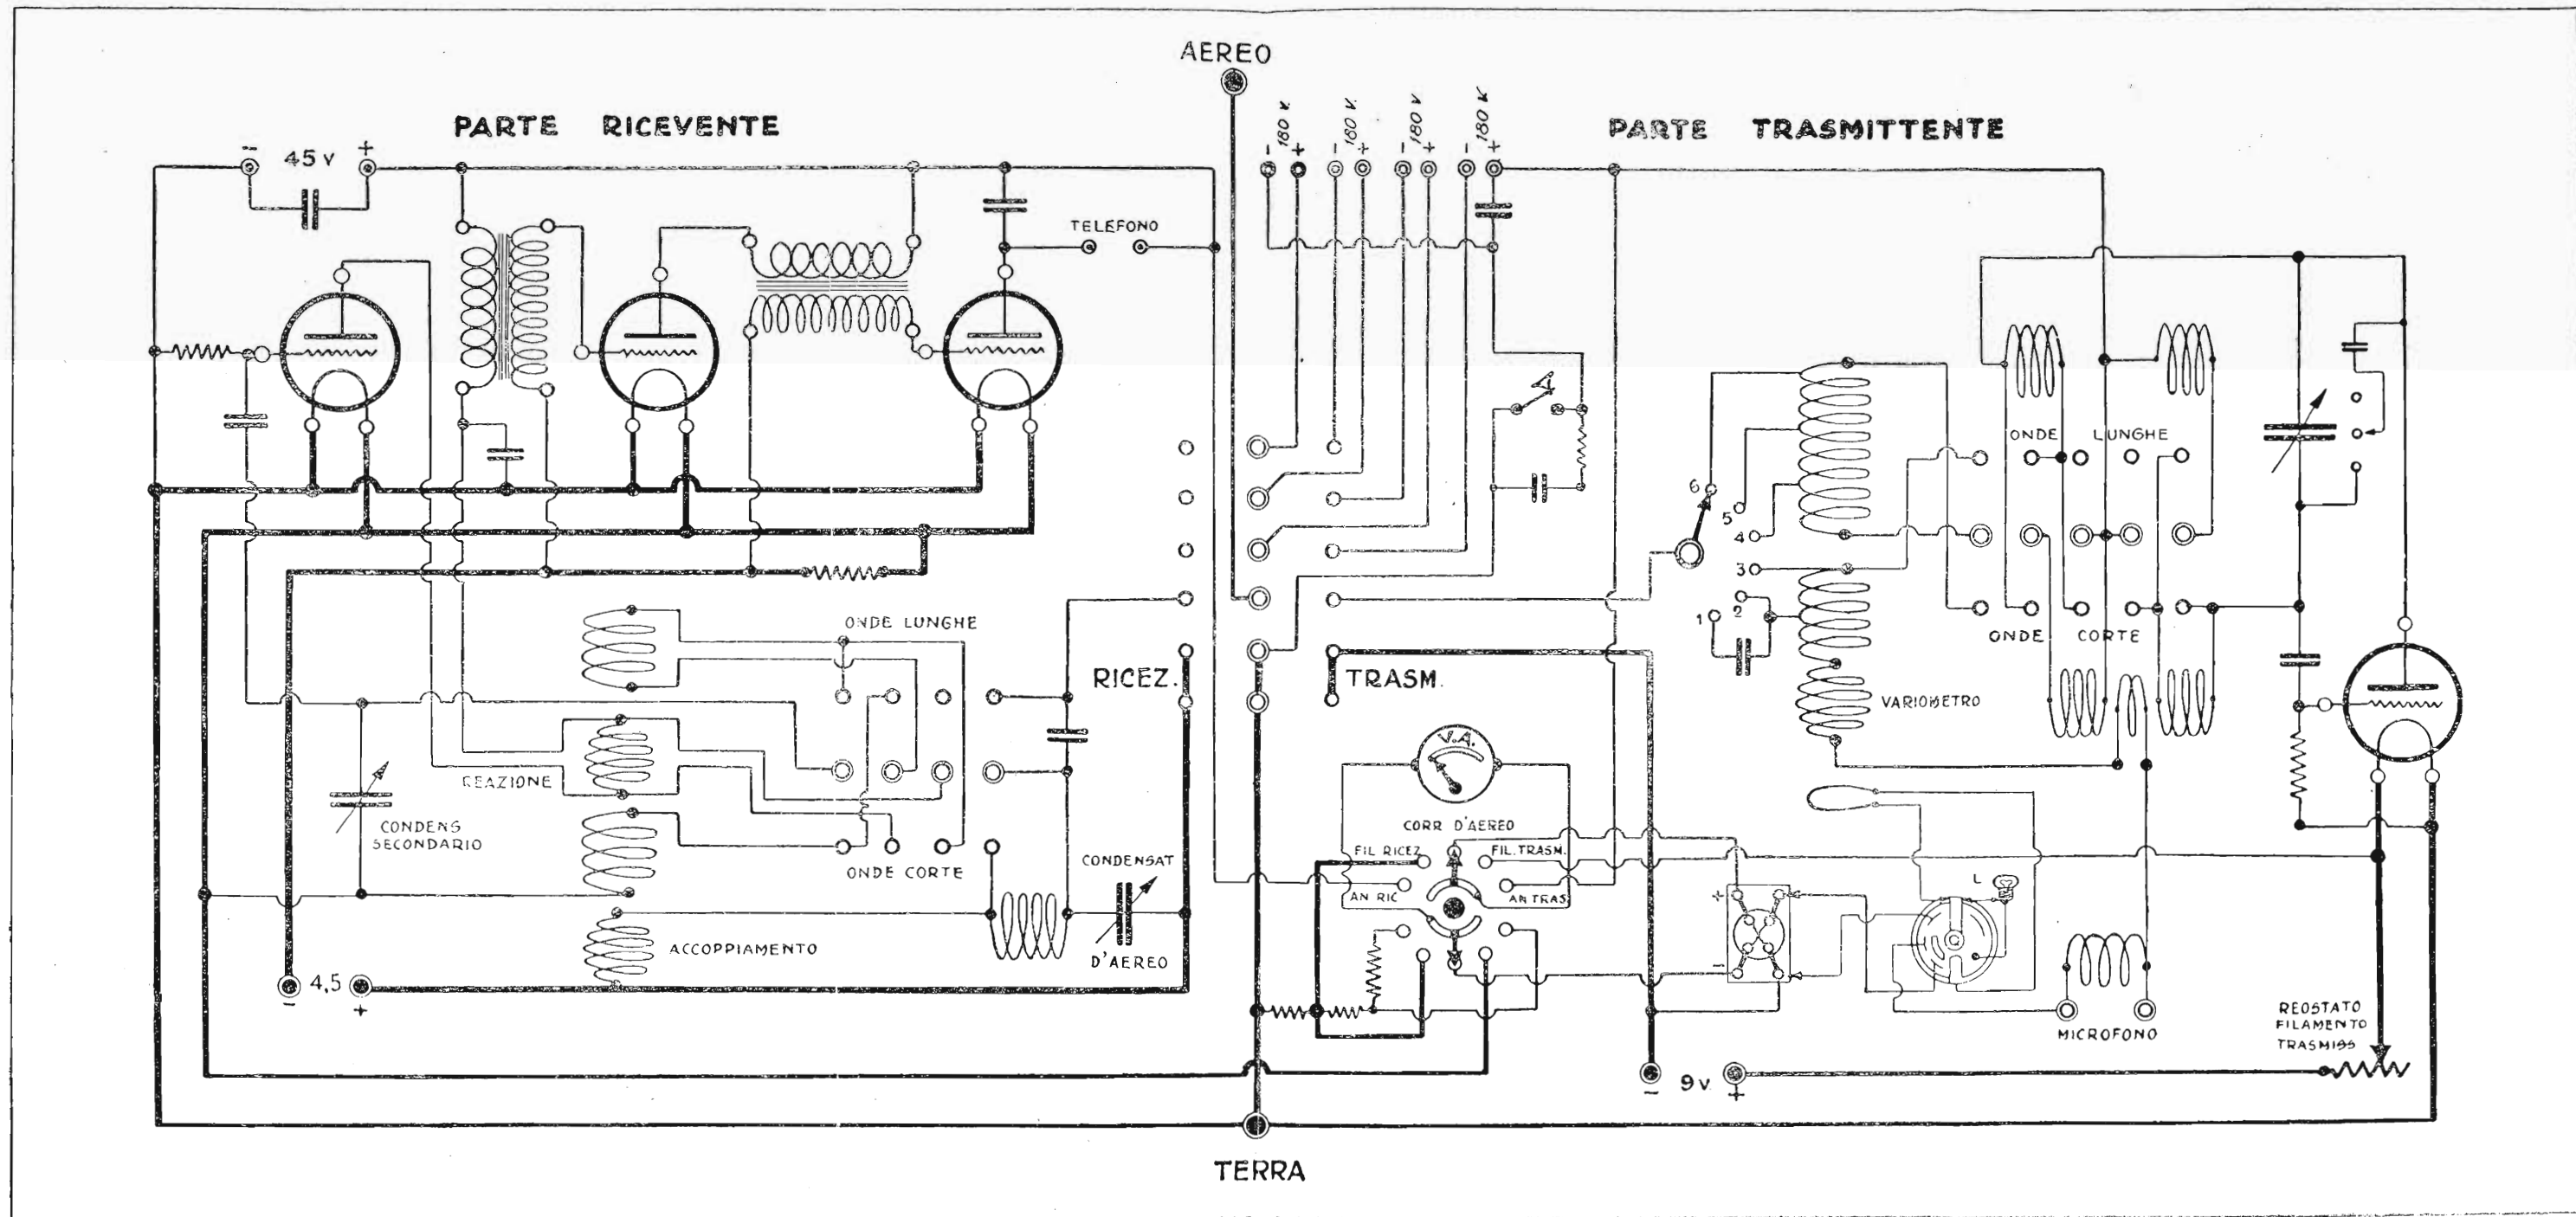 AEREO
PARTE RICEVENTE
PARTE TRASMITTENTE
- 45 V +
- 180 V. +
- 180 V. +
- 180 V +
- 180 V +
TELEFONO
ONDE LUNGHE
6
5
4
3
2
1
ONDE CORTE
VARIOMETRO
ONDE LUNGHE
RICEZ.
TRASM.
REAZIONE
V.A.
CONDENS
SECONDARIO
CORR D'AEREO
FIL RICEZ
FIL. TRASM.
ONDE CORTE
CONDENSAT
D'AEREO
AN RIC
AN TRAS
L
+
-
ACCOPPIAMENTO
- 4,5 +
MICROFONO
REOSTATO
FILAMENTO
TRASMISS
- 9 V. +
TERRA